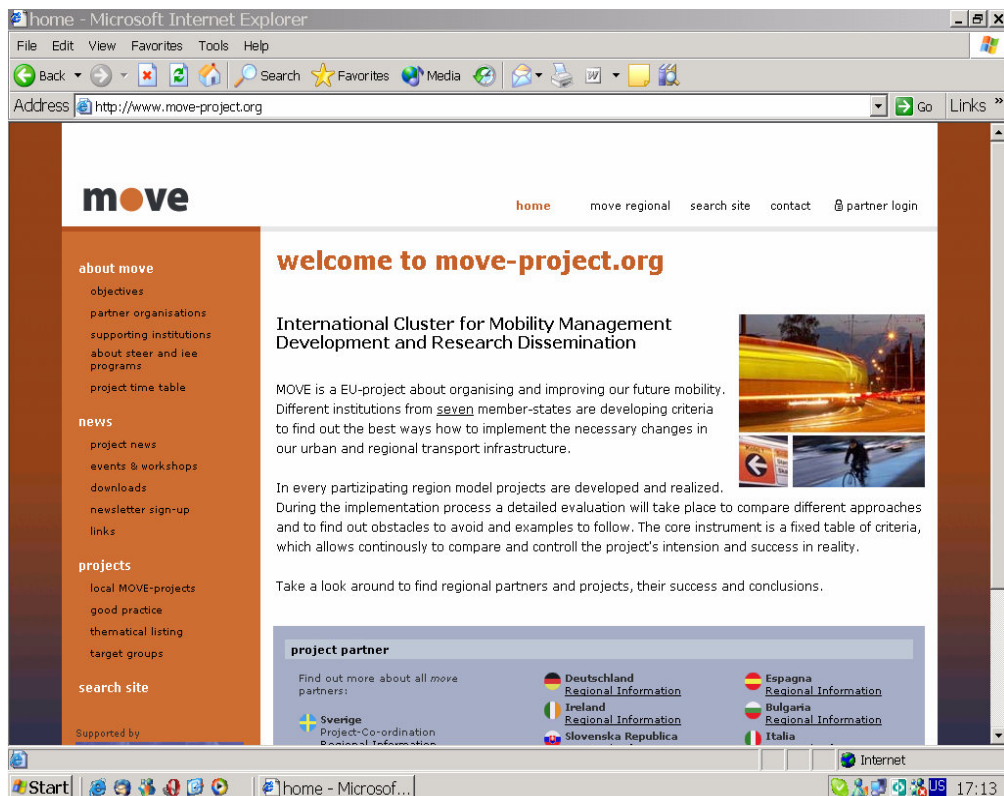 home - Microsoft Internet Explorer
File Edit View Favorites Tools Help
Back Search Favorites Media
Address http://www.move-project.org Go Links »
move
home move regional search site contact partner login
about move
objectives
partner organisations
supporting institutions
about steer and iee
programs
project time table
news
project news
events & workshops
downloads
newsletter sign-up
links
projects
local MOVE-projects
good practice
thematical listing
target groups
search site
Supported by
welcome to move-project.org
International Cluster for Mobility Management
Development and Research Dissemination
MOVE is a EU-project about organising and improving our future mobility.
Different institutions from seven member-states are developing criteria
to find out the best ways how to implement the necessary changes in
our urban and regional transport infrastructure.
In every partizipating region model projects are developed and realized.
During the implementation process a detailed evaluation will take place to compare different approaches
and to find out obstacles to avoid and examples to follow. The core instrument is a fixed table of criteria,
which allows continously to compare and controll the project's intension and success in reality.
Take a look around to find regional partners and projects, their success and conclusions.
project partner
Find out more about all move
partners:
Sverige
Project-Co-ordination
Regional Information
Deutschland
Regional Information
Ireland
Regional Information
Slovenska Republica
Espagna
Regional Information
Bulgaria
Regional Information
Italia
Internet
Start home - Microsof... US 17:13